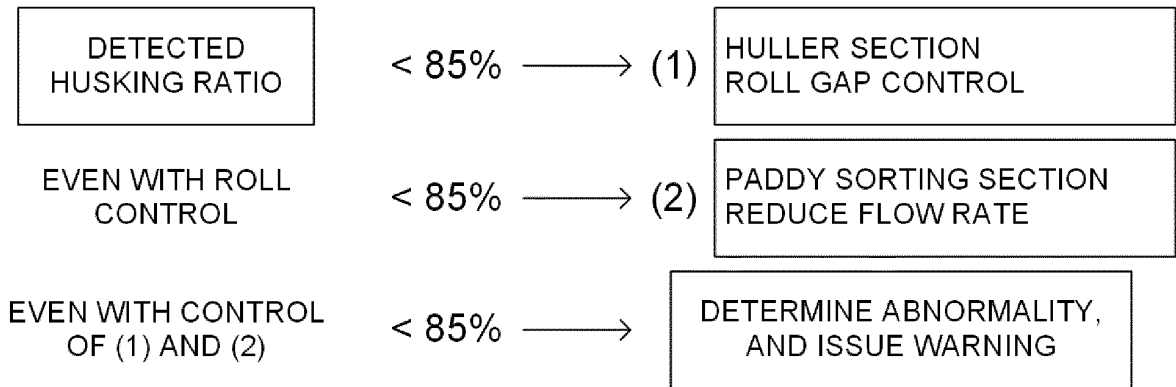 DETECTED
HUSKING RATIO
< 85%
(1)
HULLER SECTION
ROLL GAP CONTROL
EVEN WITH ROLL
CONTROL
< 85%
(2)
PADDY SORTING SECTION
REDUCE FLOW RATE
EVEN WITH CONTROL
OF (1) AND (2)
< 85%
DETERMINE ABNORMALITY,
AND ISSUE WARNING